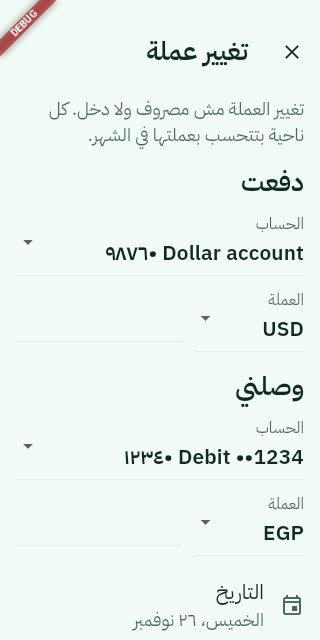 DEBUG
تغيير عملة
تغيير العملة مش مصروف ولا دخل. كل
ناحية بتتحسب بعملتها في الشهر.
دفعت
الحساب
Dollar account •٩٨٧٦
العملة
USD
وصلني
الحساب
Debit ••1234 •١٢٣٤
العملة
EGP
التاريخ
الخميس، ٢٦ نوفمبر